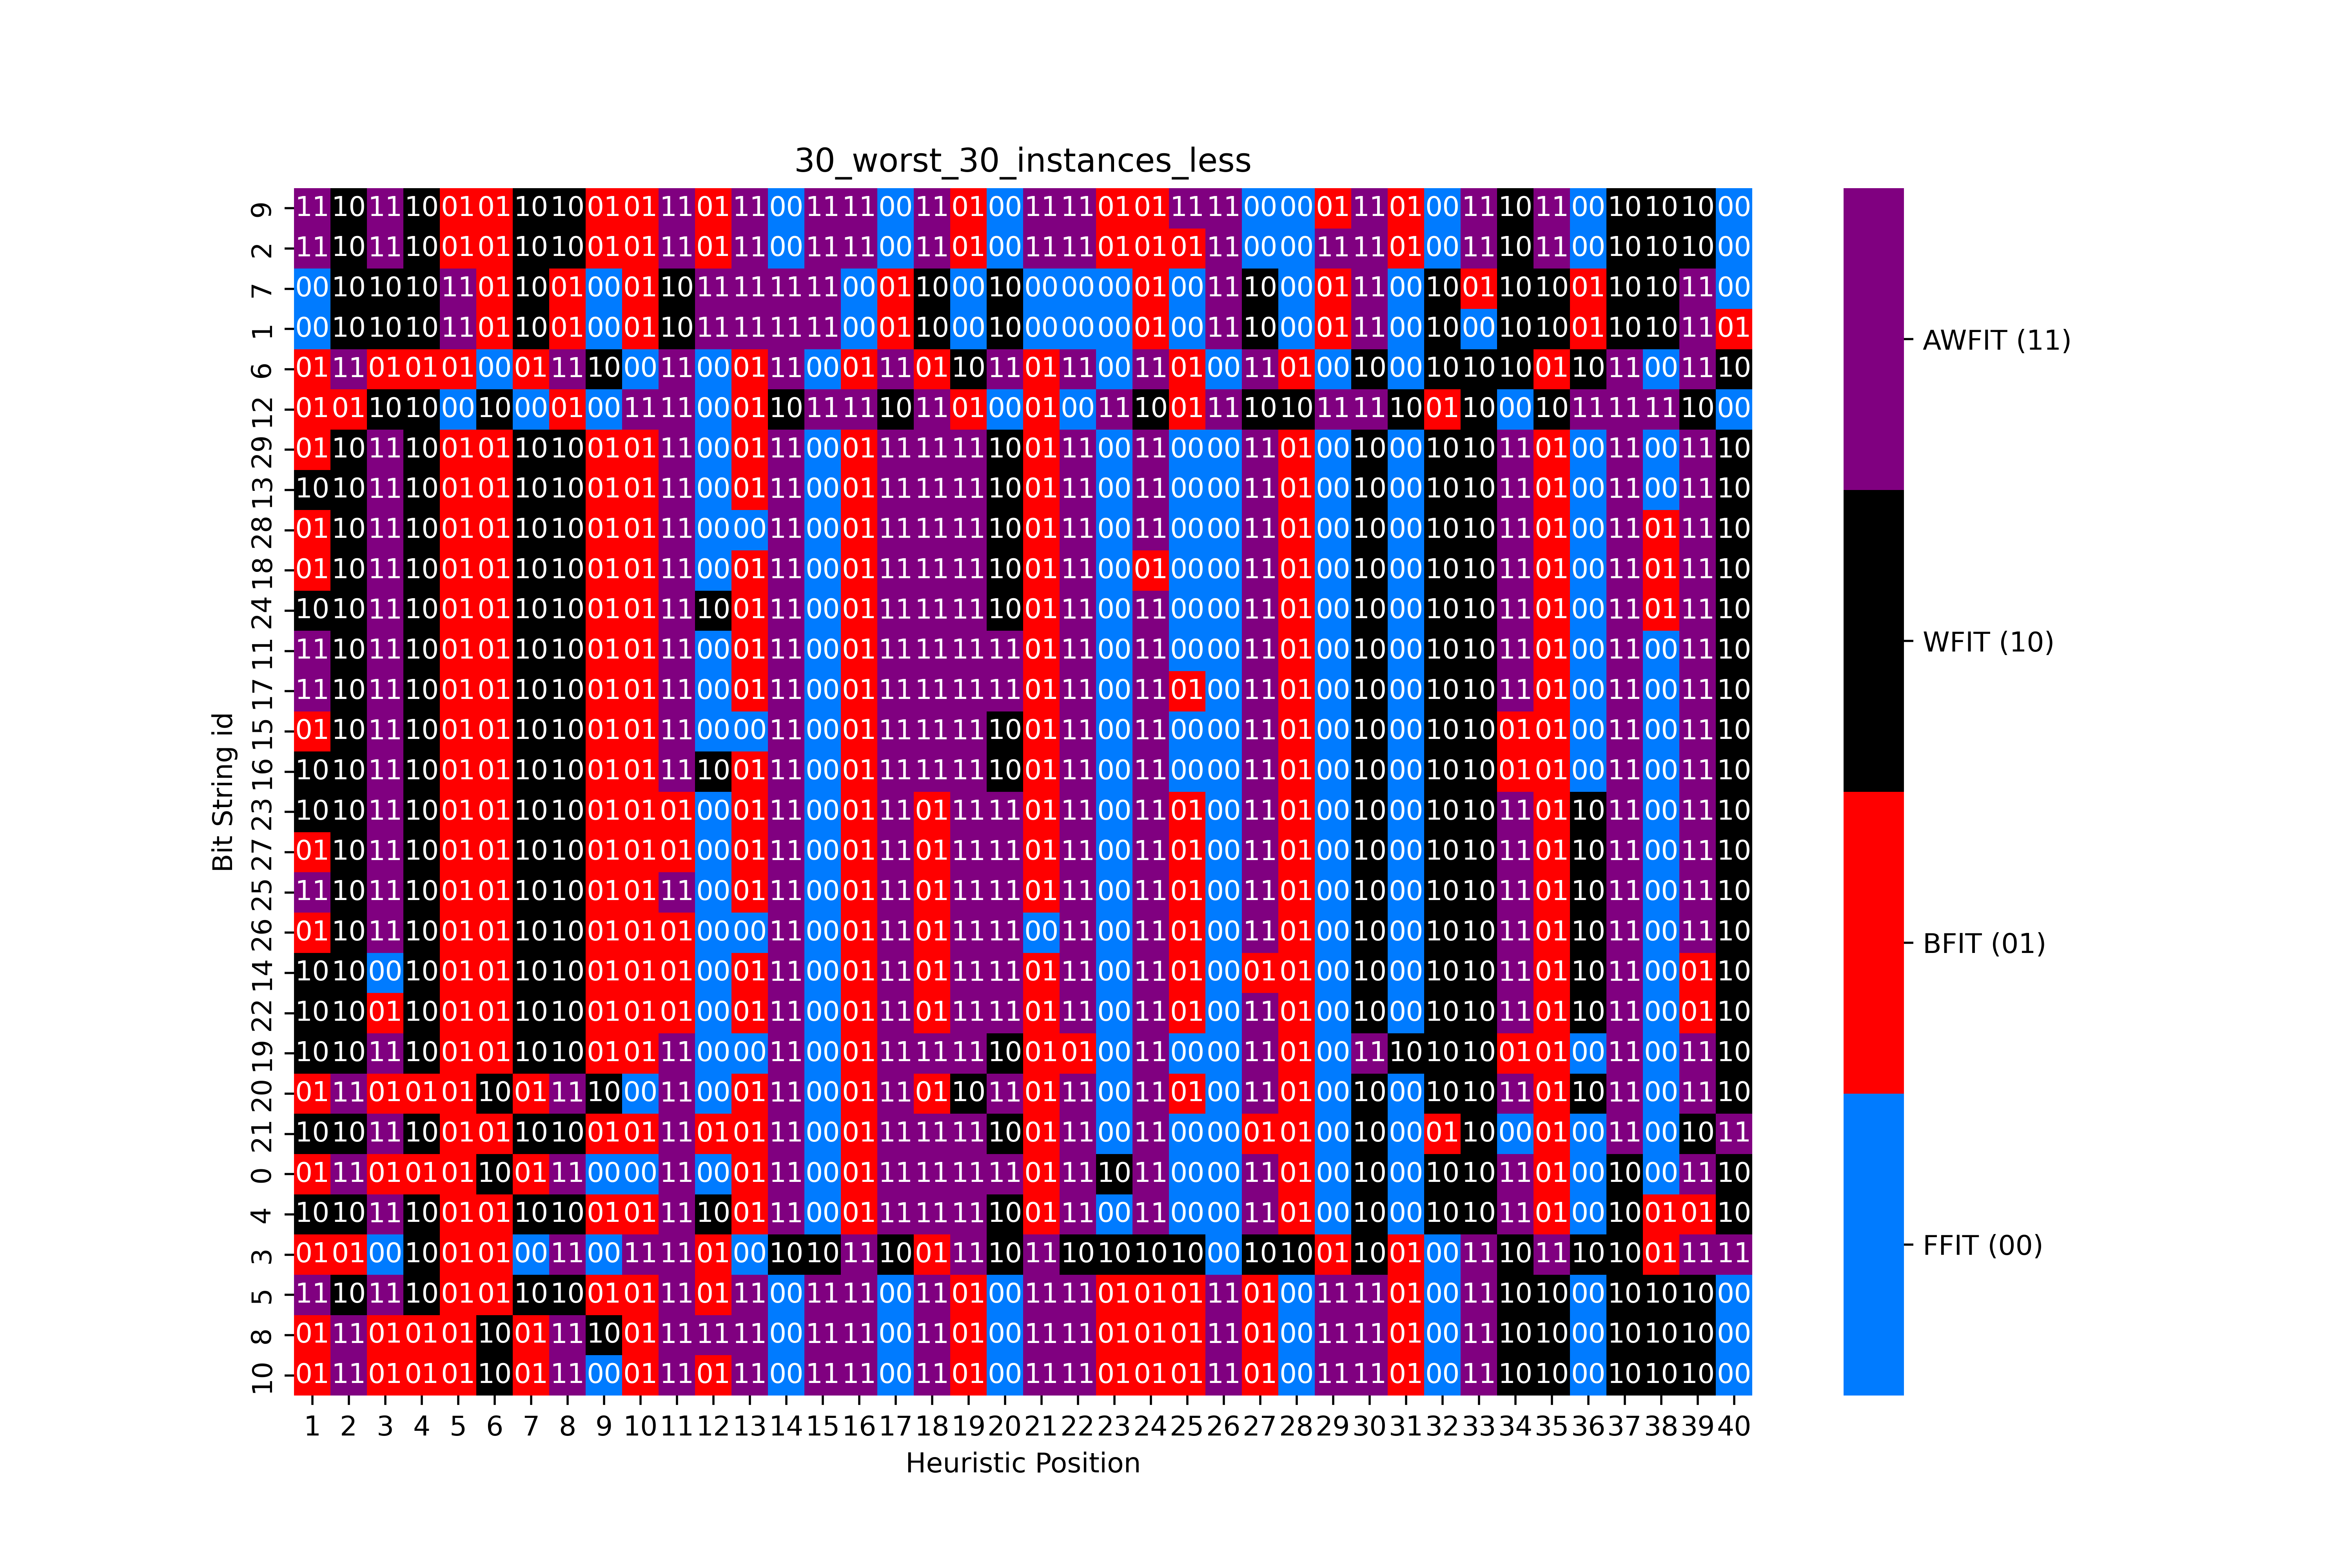 30_worst_30_instances_less
9 11 10 11 10 01 01 10 10 01 01 11 01 11 00 11 11 00 11 01 00 11 11 01 01 11 11 00 00 01 11 01 00 11 10 11 00 10 10 10 00
2 11 10 11 10 01 01 10 10 01 01 11 01 11 00 11 11 00 11 01 00 11 11 01 01 01 11 00 00 11 11 01 00 11 10 11 00 10 10 10 00
7 00 10 10 10 11 01 10 01 00 01 10 11 11 11 11 00 01 10 00 10 00 00 00 01 00 11 10 00 01 11 00 10 01 10 10 01 10 10 11 00
1 00 10 10 10 11 01 10 01 00 01 10 11 11 11 11 00 01 10 00 10 00 00 00 01 00 11 10 00 01 11 00 10 00 10 10 01 10 10 11 01
6 01 11 01 01 01 00 01 11 10 00 11 00 01 11 00 01 11 01 10 11 01 11 00 11 01 00 11 01 00 10 00 10 10 10 01 10 11 00 11 10
12 01 01 10 10 00 10 00 01 00 11 11 00 01 10 11 11 10 11 01 00 01 00 11 10 01 11 10 10 11 11 10 01 10 00 10 11 11 11 10 00
29 01 10 11 10 01 01 10 10 01 01 11 00 01 11 00 01 11 11 11 10 01 11 00 11 00 00 11 01 00 10 00 10 10 11 01 00 11 00 11 10
13 10 10 11 10 01 01 10 10 01 01 11 00 01 11 00 01 11 11 11 10 01 11 00 11 00 00 11 01 00 10 00 10 10 11 01 00 11 00 11 10
28 01 10 11 10 01 01 10 10 01 01 11 00 00 11 00 01 11 11 11 10 01 11 00 11 00 00 11 01 00 10 00 10 10 11 01 00 11 01 11 10
18 01 10 11 10 01 01 10 10 01 01 11 00 01 11 00 01 11 11 11 10 01 11 00 01 00 00 11 01 00 10 00 10 10 11 01 00 11 01 11 10
24 10 10 11 10 01 01 10 10 01 01 11 10 01 11 00 01 11 11 11 10 01 11 00 11 00 00 11 01 00 10 00 10 10 11 01 00 11 01 11 10
11 11 10 11 10 01 01 10 10 01 01 11 00 01 11 00 01 11 11 11 11 01 11 00 11 00 00 11 01 00 10 00 10 10 11 01 00 11 00 11 10
17 11 10 11 10 01 01 10 10 01 01 11 00 01 11 00 01 11 11 11 11 01 11 00 11 01 00 11 01 00 10 00 10 10 11 01 00 11 00 11 10
15 01 10 11 10 01 01 10 10 01 01 11 00 00 11 00 01 11 11 11 10 01 11 00 11 00 00 11 01 00 10 00 10 10 01 01 00 11 00 11 10
16 10 10 11 10 01 01 10 10 01 01 11 10 01 11 00 01 11 11 11 10 01 11 00 11 00 00 11 01 00 10 00 10 10 01 01 00 11 00 11 10
23 10 10 11 10 01 01 10 10 01 01 01 00 01 11 00 01 11 01 11 11 01 11 00 11 01 00 11 01 00 10 00 10 10 11 01 10 11 00 11 10
27 01 10 11 10 01 01 10 10 01 01 01 00 01 11 00 01 11 01 11 11 01 11 00 11 01 00 11 01 00 10 00 10 10 11 01 10 11 00 11 10
25 11 10 11 10 01 01 10 10 01 01 11 00 01 11 00 01 11 01 11 11 01 11 00 11 01 00 11 01 00 10 00 10 10 11 01 10 11 00 11 10
26 01 10 11 10 01 01 10 10 01 01 01 00 00 11 00 01 11 01 11 11 00 11 00 11 01 00 11 01 00 10 00 10 10 11 01 10 11 00 11 10
14 10 10 00 10 01 01 10 10 01 01 01 00 01 11 00 01 11 01 11 11 01 11 00 11 01 00 01 01 00 10 00 10 10 11 01 10 11 00 01 10
22 10 10 01 10 01 01 10 10 01 01 01 00 01 11 00 01 11 01 11 11 01 11 00 11 01 00 11 01 00 10 00 10 10 11 01 10 11 00 01 10
19 10 10 11 10 01 01 10 10 01 01 11 00 00 11 00 01 11 11 11 10 01 01 00 11 00 00 11 01 00 11 10 10 10 01 01 00 11 00 11 10
20 01 11 01 01 01 10 01 11 10 00 11 00 01 11 00 01 11 01 10 11 01 11 00 11 01 00 11 01 00 10 00 10 10 11 01 10 11 00 11 10
21 10 10 11 10 01 01 10 10 01 01 11 01 01 11 00 01 11 11 11 10 01 11 00 11 00 00 01 01 00 10 00 01 10 00 01 00 11 00 10 11
0 01 11 01 01 01 10 01 11 00 00 11 00 01 11 00 01 11 11 11 11 01 11 10 11 00 00 11 01 00 10 00 10 10 11 01 00 10 00 11 10
4 10 10 11 10 01 01 10 10 01 01 11 10 01 11 00 01 11 11 11 10 01 11 00 11 00 00 11 01 00 10 00 10 10 11 01 00 10 01 01 10
3 01 01 00 10 01 01 00 11 00 11 11 01 00 10 10 11 10 01 11 10 11 10 10 10 10 00 10 10 01 10 01 00 11 10 11 10 10 01 11 11
5 11 10 11 10 01 01 10 10 01 01 11 01 11 00 11 11 00 11 01 00 11 11 01 01 01 11 01 00 11 11 01 00 11 10 10 00 10 10 10 00
8 01 11 01 01 01 10 01 11 10 01 11 11 11 00 11 11 00 11 01 00 11 11 01 01 01 11 01 00 11 11 01 00 11 10 10 00 10 10 10 00
10 01 11 01 01 01 10 01 11 00 01 11 01 11 00 11 11 00 11 01 00 11 11 01 01 01 11 01 00 11 11 01 00 11 10 10 00 10 10 10 00
1 2 3 4 5 6 7 8 9 10 11 12 13 14 15 16 17 18 19 20 21 22 23 24 25 26 27 28 29 30 31 32 33 34 35 36 37 38 39 40
Heuristic Position
Bit String id
AWFIT (11)
WFIT (10)
BFIT (01)
FFIT (00)